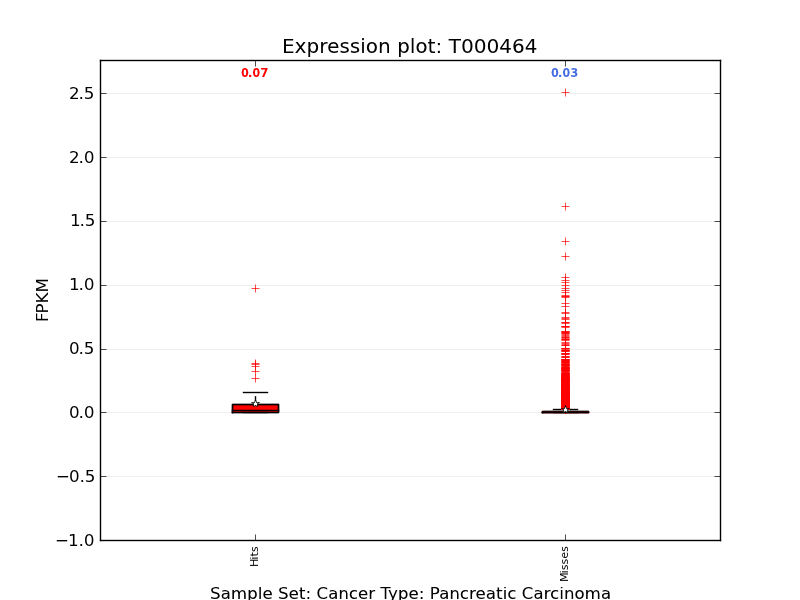 Expression plot: T000464
0.07 0.03
2.5
2.0
1.5
1.0
0.5
0.0
−0.5
−1.0
FPKM
Hits Misses
Sample Set: Cancer Type: Pancreatic Carcinoma